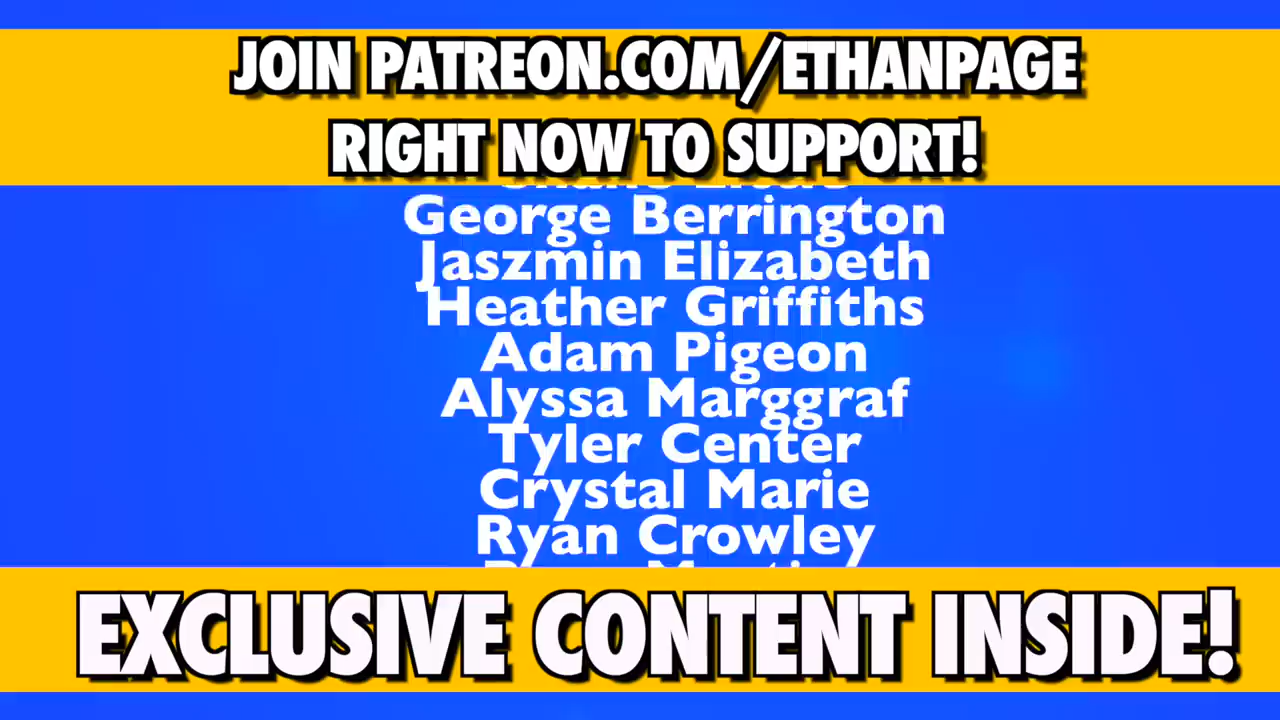 JOIN PATREON.COM/ETHANPAGE
RIGHT NOW TO SUPPORT!
George Berrington
Jaszmin Elizabeth
Heather Griffiths
Adam Pigeon
Alyssa Marggraf
Tyler Center
Crystal Marie
Ryan Crowley
EXCLUSIVE CONTENT INSIDE!